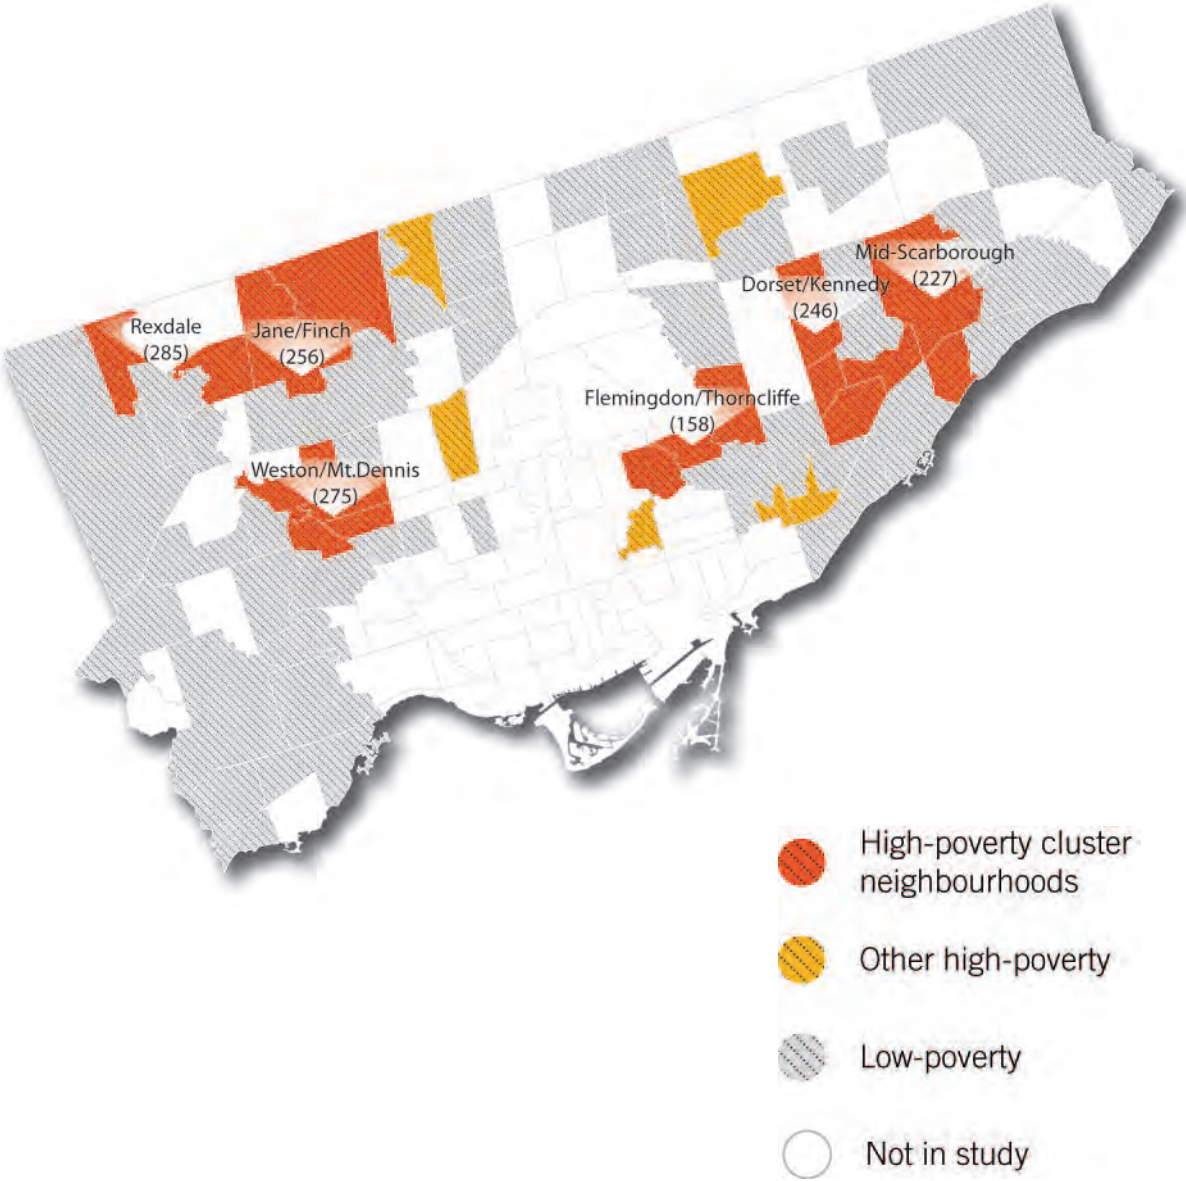 Mid-Scarborough
(227)
Dorset/Kennedy
(246)
Rexdale
(285)
Jane/Finch
(256)
Flemingdon/Thorncliffe
(158)
Weston/Mt.Dennis
(275)
High-poverty cluster
neighbourhoods
Other high-poverty
Low-poverty
Not in study